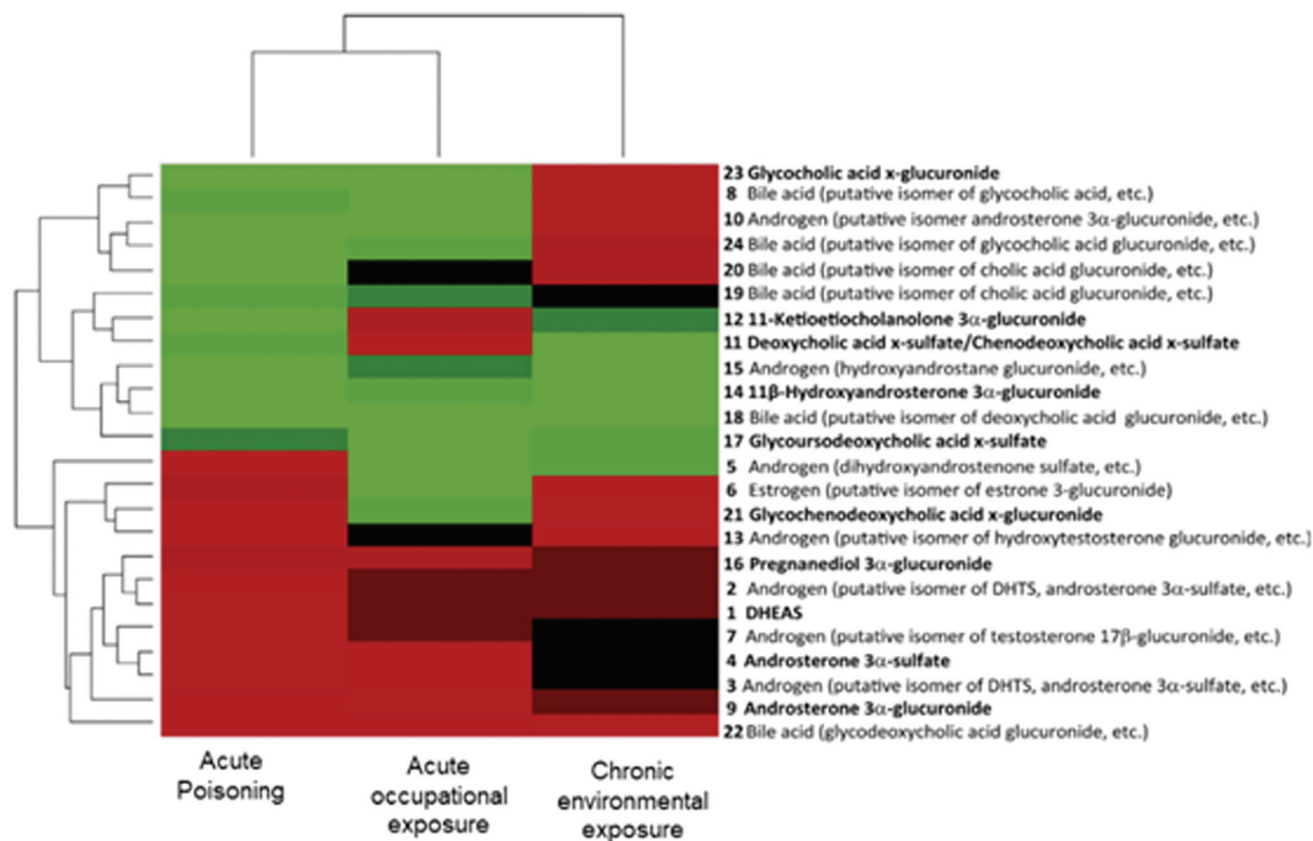 23 Glycocholic acid x-glucuronide
8 Bile acid (putative isomer of glycocholic acid, etc.)
10 Androgen (putative isomer androsterone 3α-glucuronide, etc.)
24 Bile acid (putative isomer of glycocholic acid glucuronide, etc.)
20 Bile acid (putative isomer of cholic acid glucuronide, etc.)
19 Bile acid (putative isomer of cholic acid glucuronide, etc.)
12 11-Ketioetiocholanolone 3α-glucuronide
11 Deoxycholic acid x-sulfate/Chenodeoxycholic acid x-sulfate
15 Androgen (hydroxyandrostane glucuronide, etc.)
14 11β-Hydroxyandrosterone 3α-glucuronide
18 Bile acid (putative isomer of deoxycholic acid glucuronide, etc.)
17 Glycoursodeoxycholic acid x-sulfate
5 Androgen (dihydroxyandrostenone sulfate, etc.)
6 Estrogen (putative isomer of estrone 3-glucuronide)
21 Glycochenodeoxycholic acid x-glucuronide
13 Androgen (putative isomer of hydroxytestosterone glucuronide, etc.)
16 Pregnanediol 3α-glucuronide
2 Androgen (putative isomer of DHTS, androsterone 3α-sulfate, etc.)
1 DHEAS
7 Androgen (putative isomer of testosterone 17β-glucuronide, etc.)
4 Androsterone 3α-sulfate
3 Androgen (putative isomer of DHTS, androsterone 3α-sulfate, etc.)
9 Androsterone 3α-glucuronide
22 Bile acid (glycodeoxycholic acid glucuronide, etc.)
Acute
Poisoning
Acute
occupational
exposure
Chronic
environmental
exposure